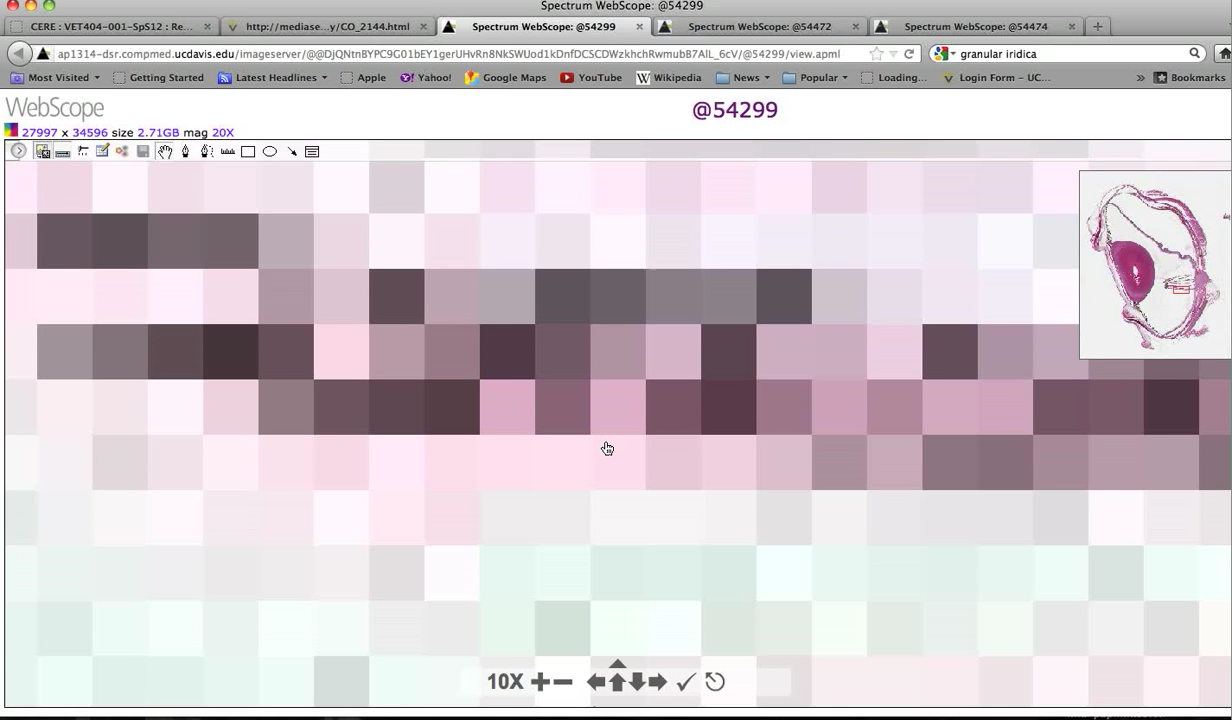 Spectrum WebScope: @54299
CERE : VET404-001-SpS12 : Re...
http://mediase...y/CO_2144.html
Spectrum WebScope: @54299
Spectrum WebScope: @54472
Spectrum WebScope: @54474
ap1314-dsr.compmed.ucdavis.edu/imageserver/@@DjQNtnBYPC9G01bEY1gerUHvRn8NkSWUod1kDnfDCSCDWzkhchRwmubB7AlL_6cV/@54299/view.apml
granular iridica
Most Visited
Getting Started
Latest Headlines
Apple
Yahoo!
Google Maps
YouTube
Wikipedia
News
Popular
Loading...
Login Form – UC...
»
Bookmarks
WebScope
@54299
27997 x 34596 size 2.71GB mag 20X
10X